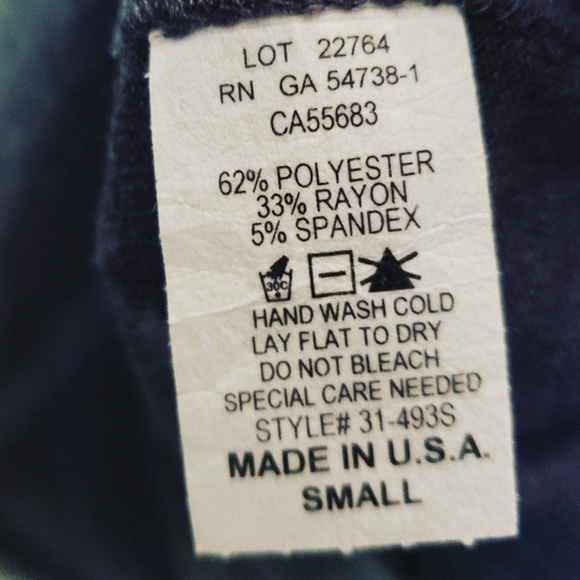 LOT 22764
RN GA 54738-1
CA55683
62% POLYESTER
33% RAYON
5% SPANDEX
30C
HAND WASH COLD
LAY FLAT TO DRY
DO NOT BLEACH
SPECIAL CARE NEEDED
STYLE# 31-493S
MADE IN U.S.A.
SMALL